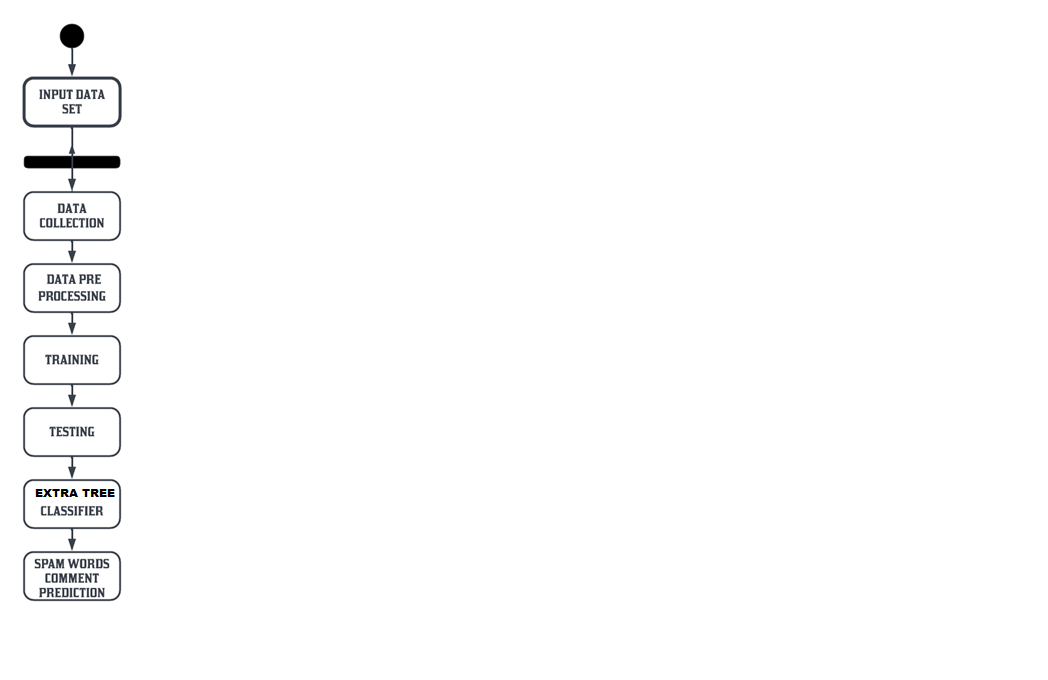 INPUT DATA
SET
DATA
COLLECTION
DATA PRE
PROCESSING
TRAINING
TESTING
EXTRA TREE
CLASSIFIER
SPAM WORDS
COMMENT
PREDICTION